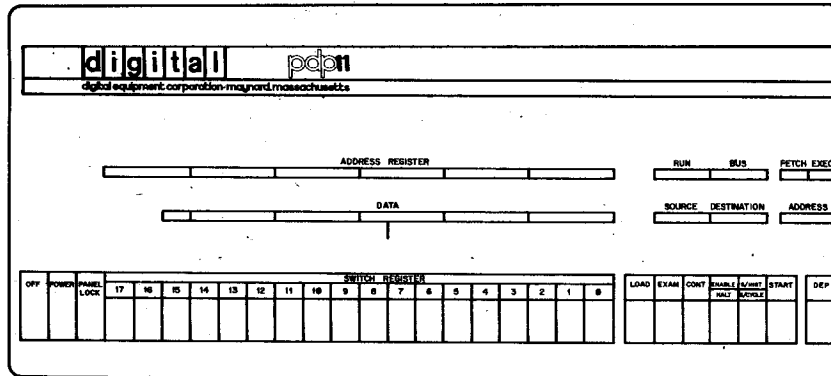 digital pdp11
digital equipment corporation·maynard, massachusetts
ADDRESS REGISTER RUN BUS FETCH EXEC
DATA SOURCE DESTINATION ADDRESS
SWITCH REGISTER
OFF POWER PANEL LOCK 17 16 15 14 13 12 11 10 9 8 7 6 5 4 3 2 1 0 LOAD EXAM CONT ENABLE S/INST START DEP
HALT S/CYCLE